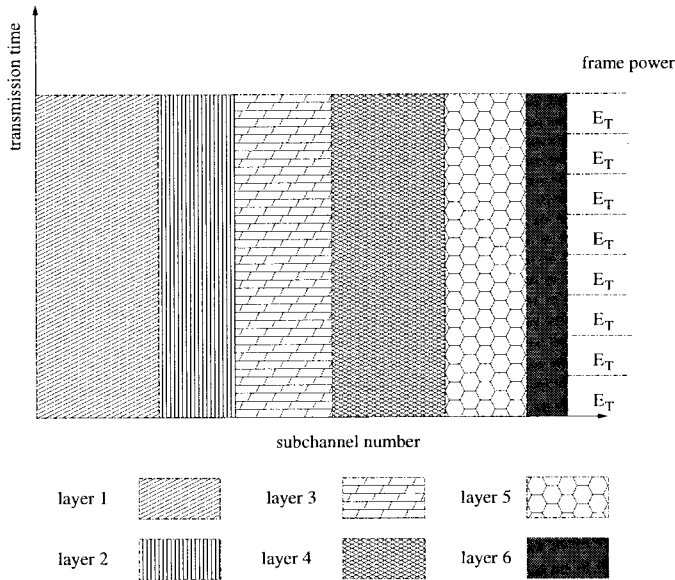 transmission time
frame power
E_T
E_T
E_T
E_T
E_T
E_T
E_T
E_T
subchannel number
layer 1
layer 3
layer 5
layer 2
layer 4
layer 6